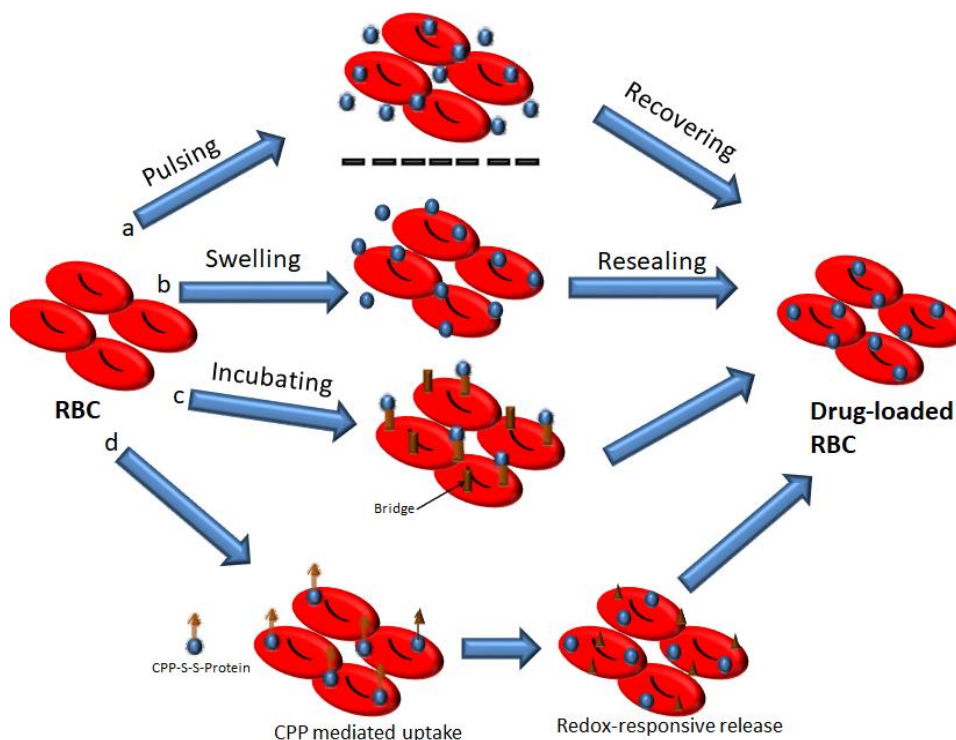 Pulsing
Recovering
a
Swelling
Resealing
b
Incubating
c
RBC
Drug-loaded
RBC
d
Bridge
CPP-S-S-Protein
CPP mediated uptake
Redox-responsive release